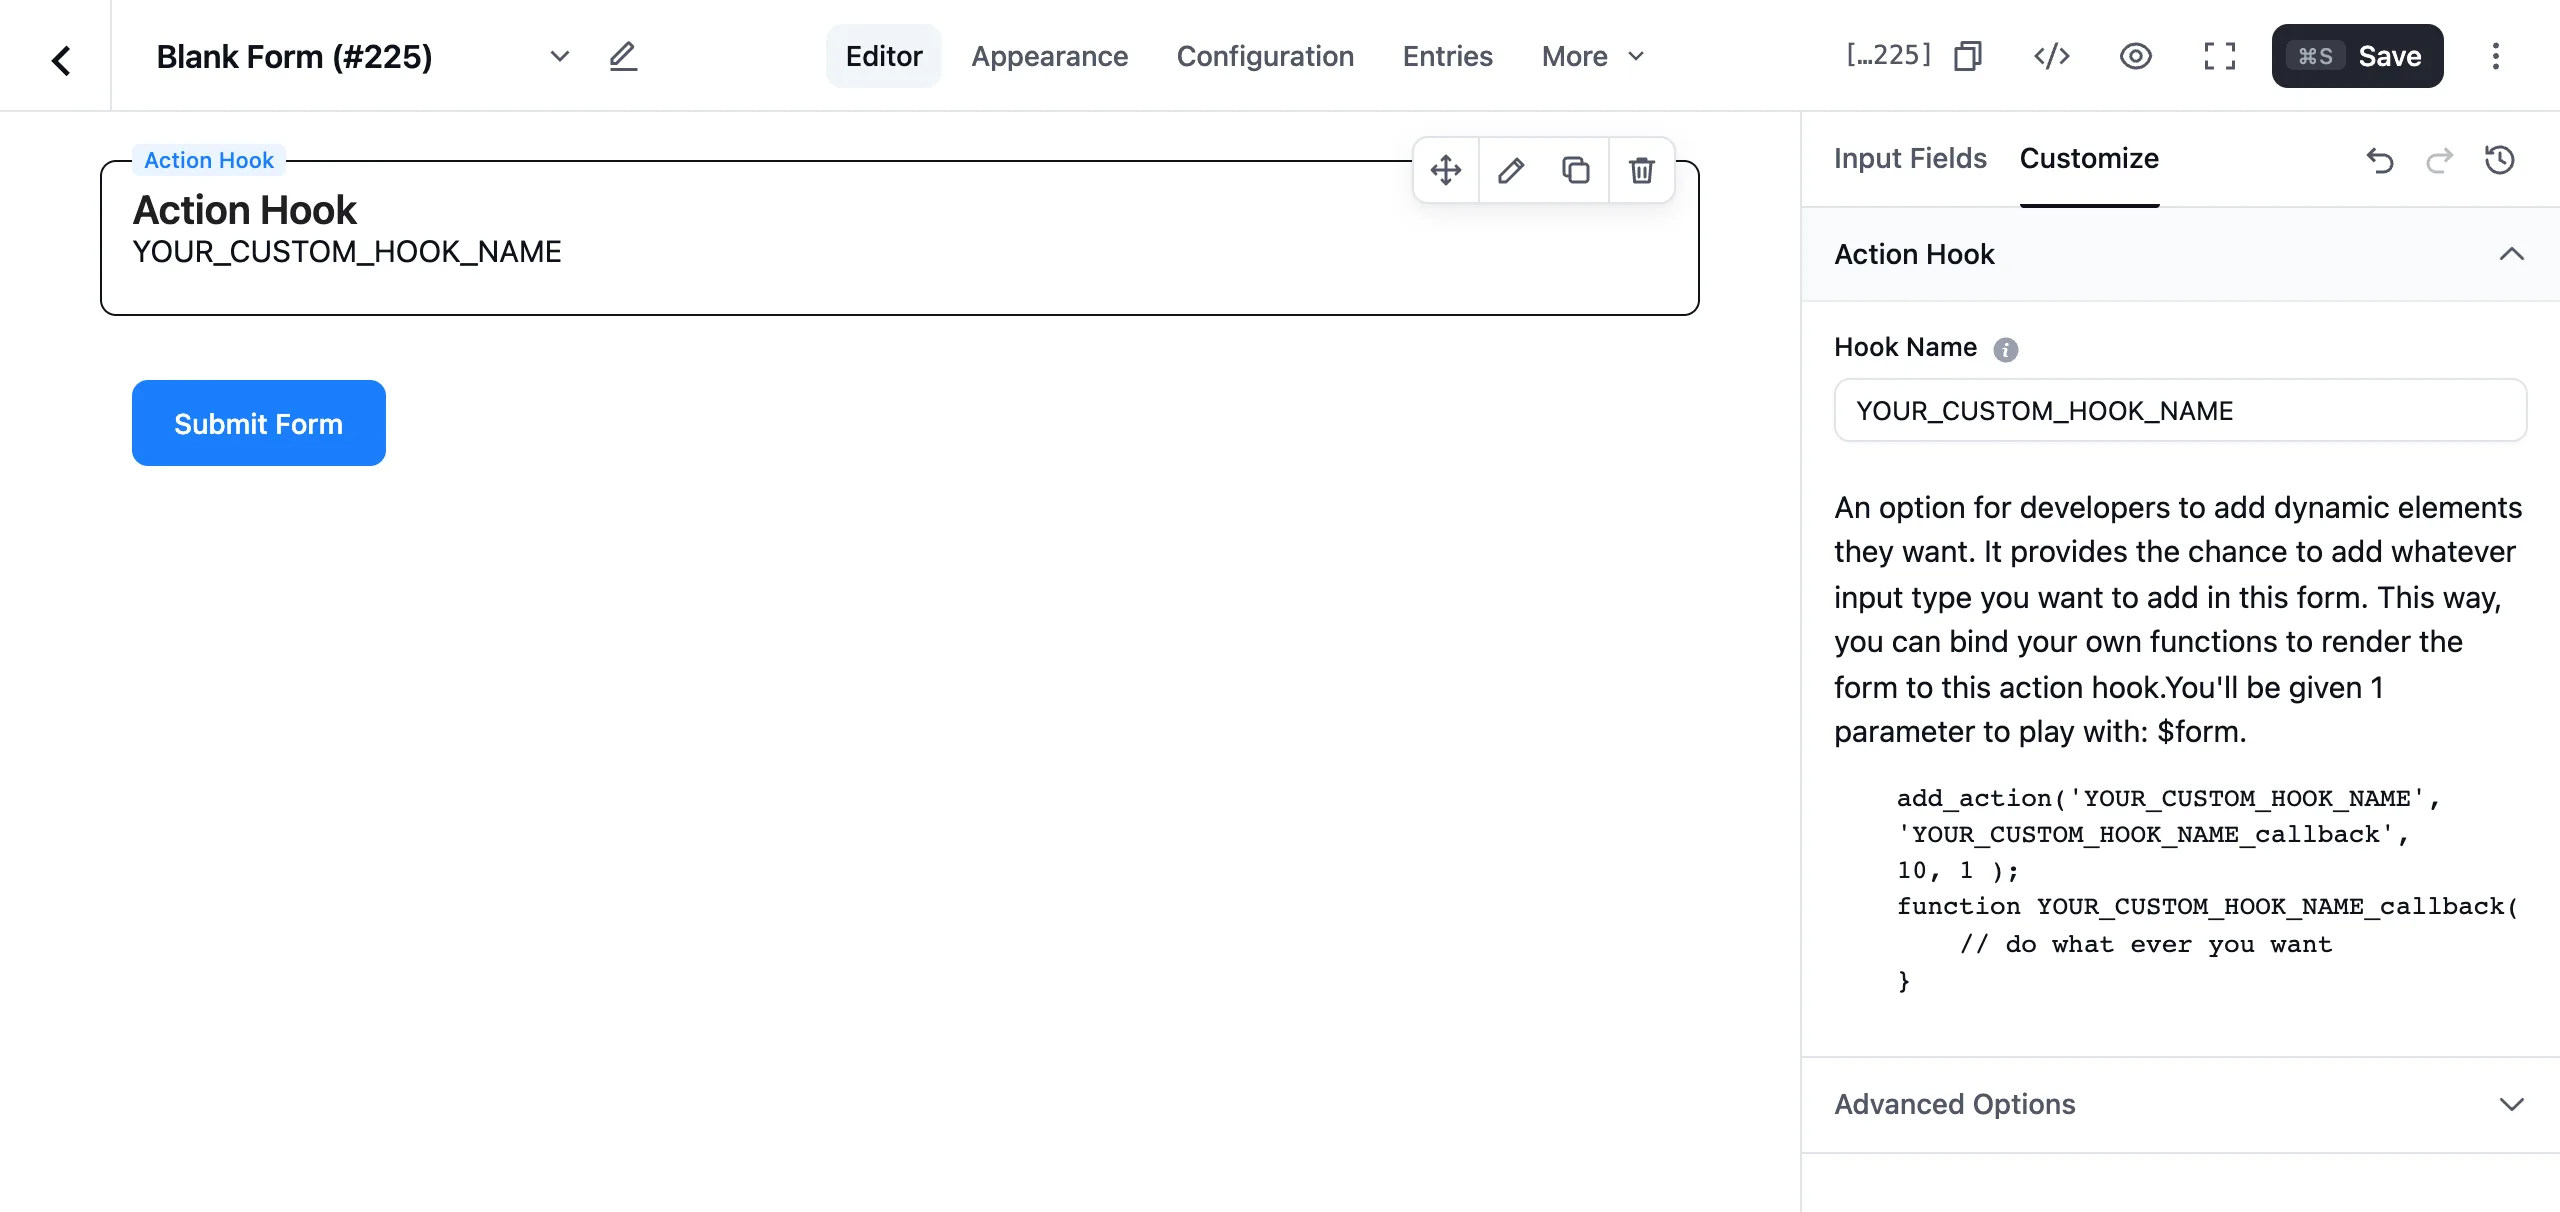 Blank Form (#225)
Editor
Appearance
Configuration
Entries
More
[…225]
⌘S Save
Action Hook
Action Hook
YOUR_CUSTOM_HOOK_NAME
Submit Form
Input Fields
Customize
Action Hook
Hook Name
YOUR_CUSTOM_HOOK_NAME
An option for developers to add dynamic elements
they want. It provides the chance to add whatever
input type you want to add in this form. This way,
you can bind your own functions to render the
form to this action hook.You'll be given 1
parameter to play with: $form.
add_action('YOUR_CUSTOM_HOOK_NAME',
'YOUR_CUSTOM_HOOK_NAME_callback',
10, 1 );
function YOUR_CUSTOM_HOOK_NAME_callback(
// do what ever you want
}
Advanced Options